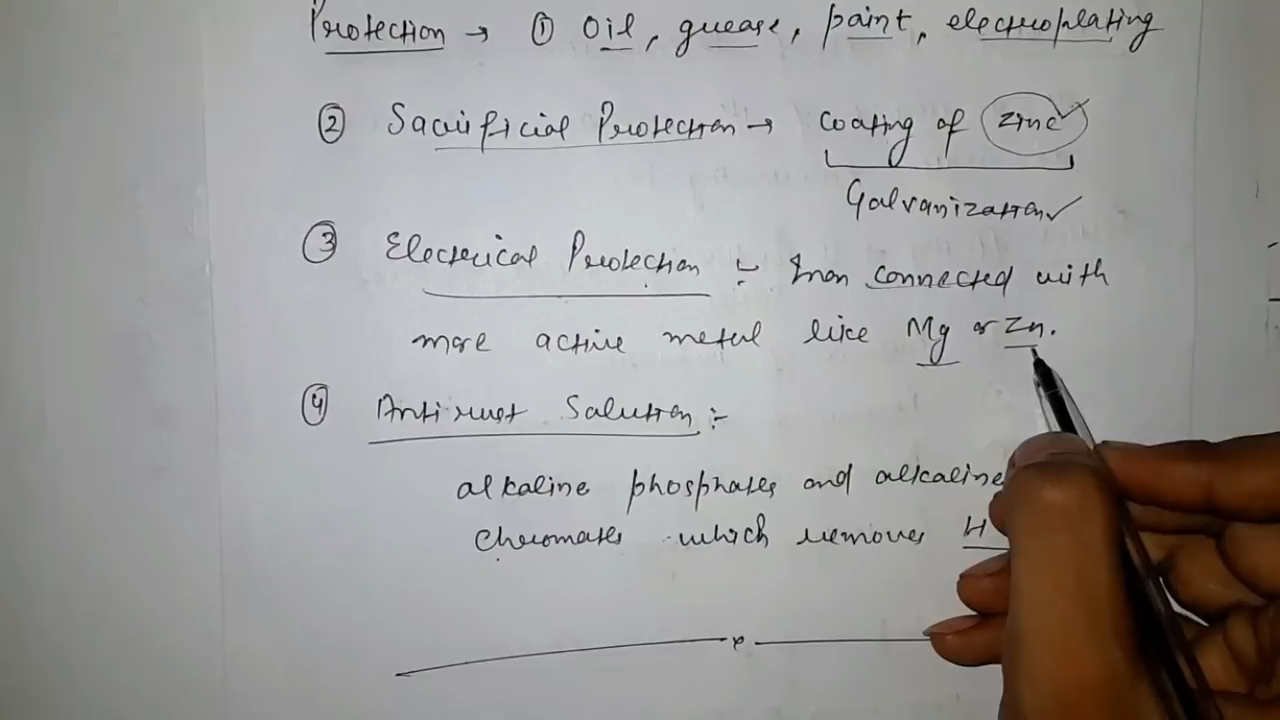 Protection → ① Oil, grease, paint, electroplating
② Sacrificial Protection → Coating of Zinc ✓
Galvanization ✓
③ Electrical Protection :- Iron connected with
more active metal like Mg or Zn.
④ Anti rust Solution :-
alkaline phosphates and alkaline
chromates which removes H